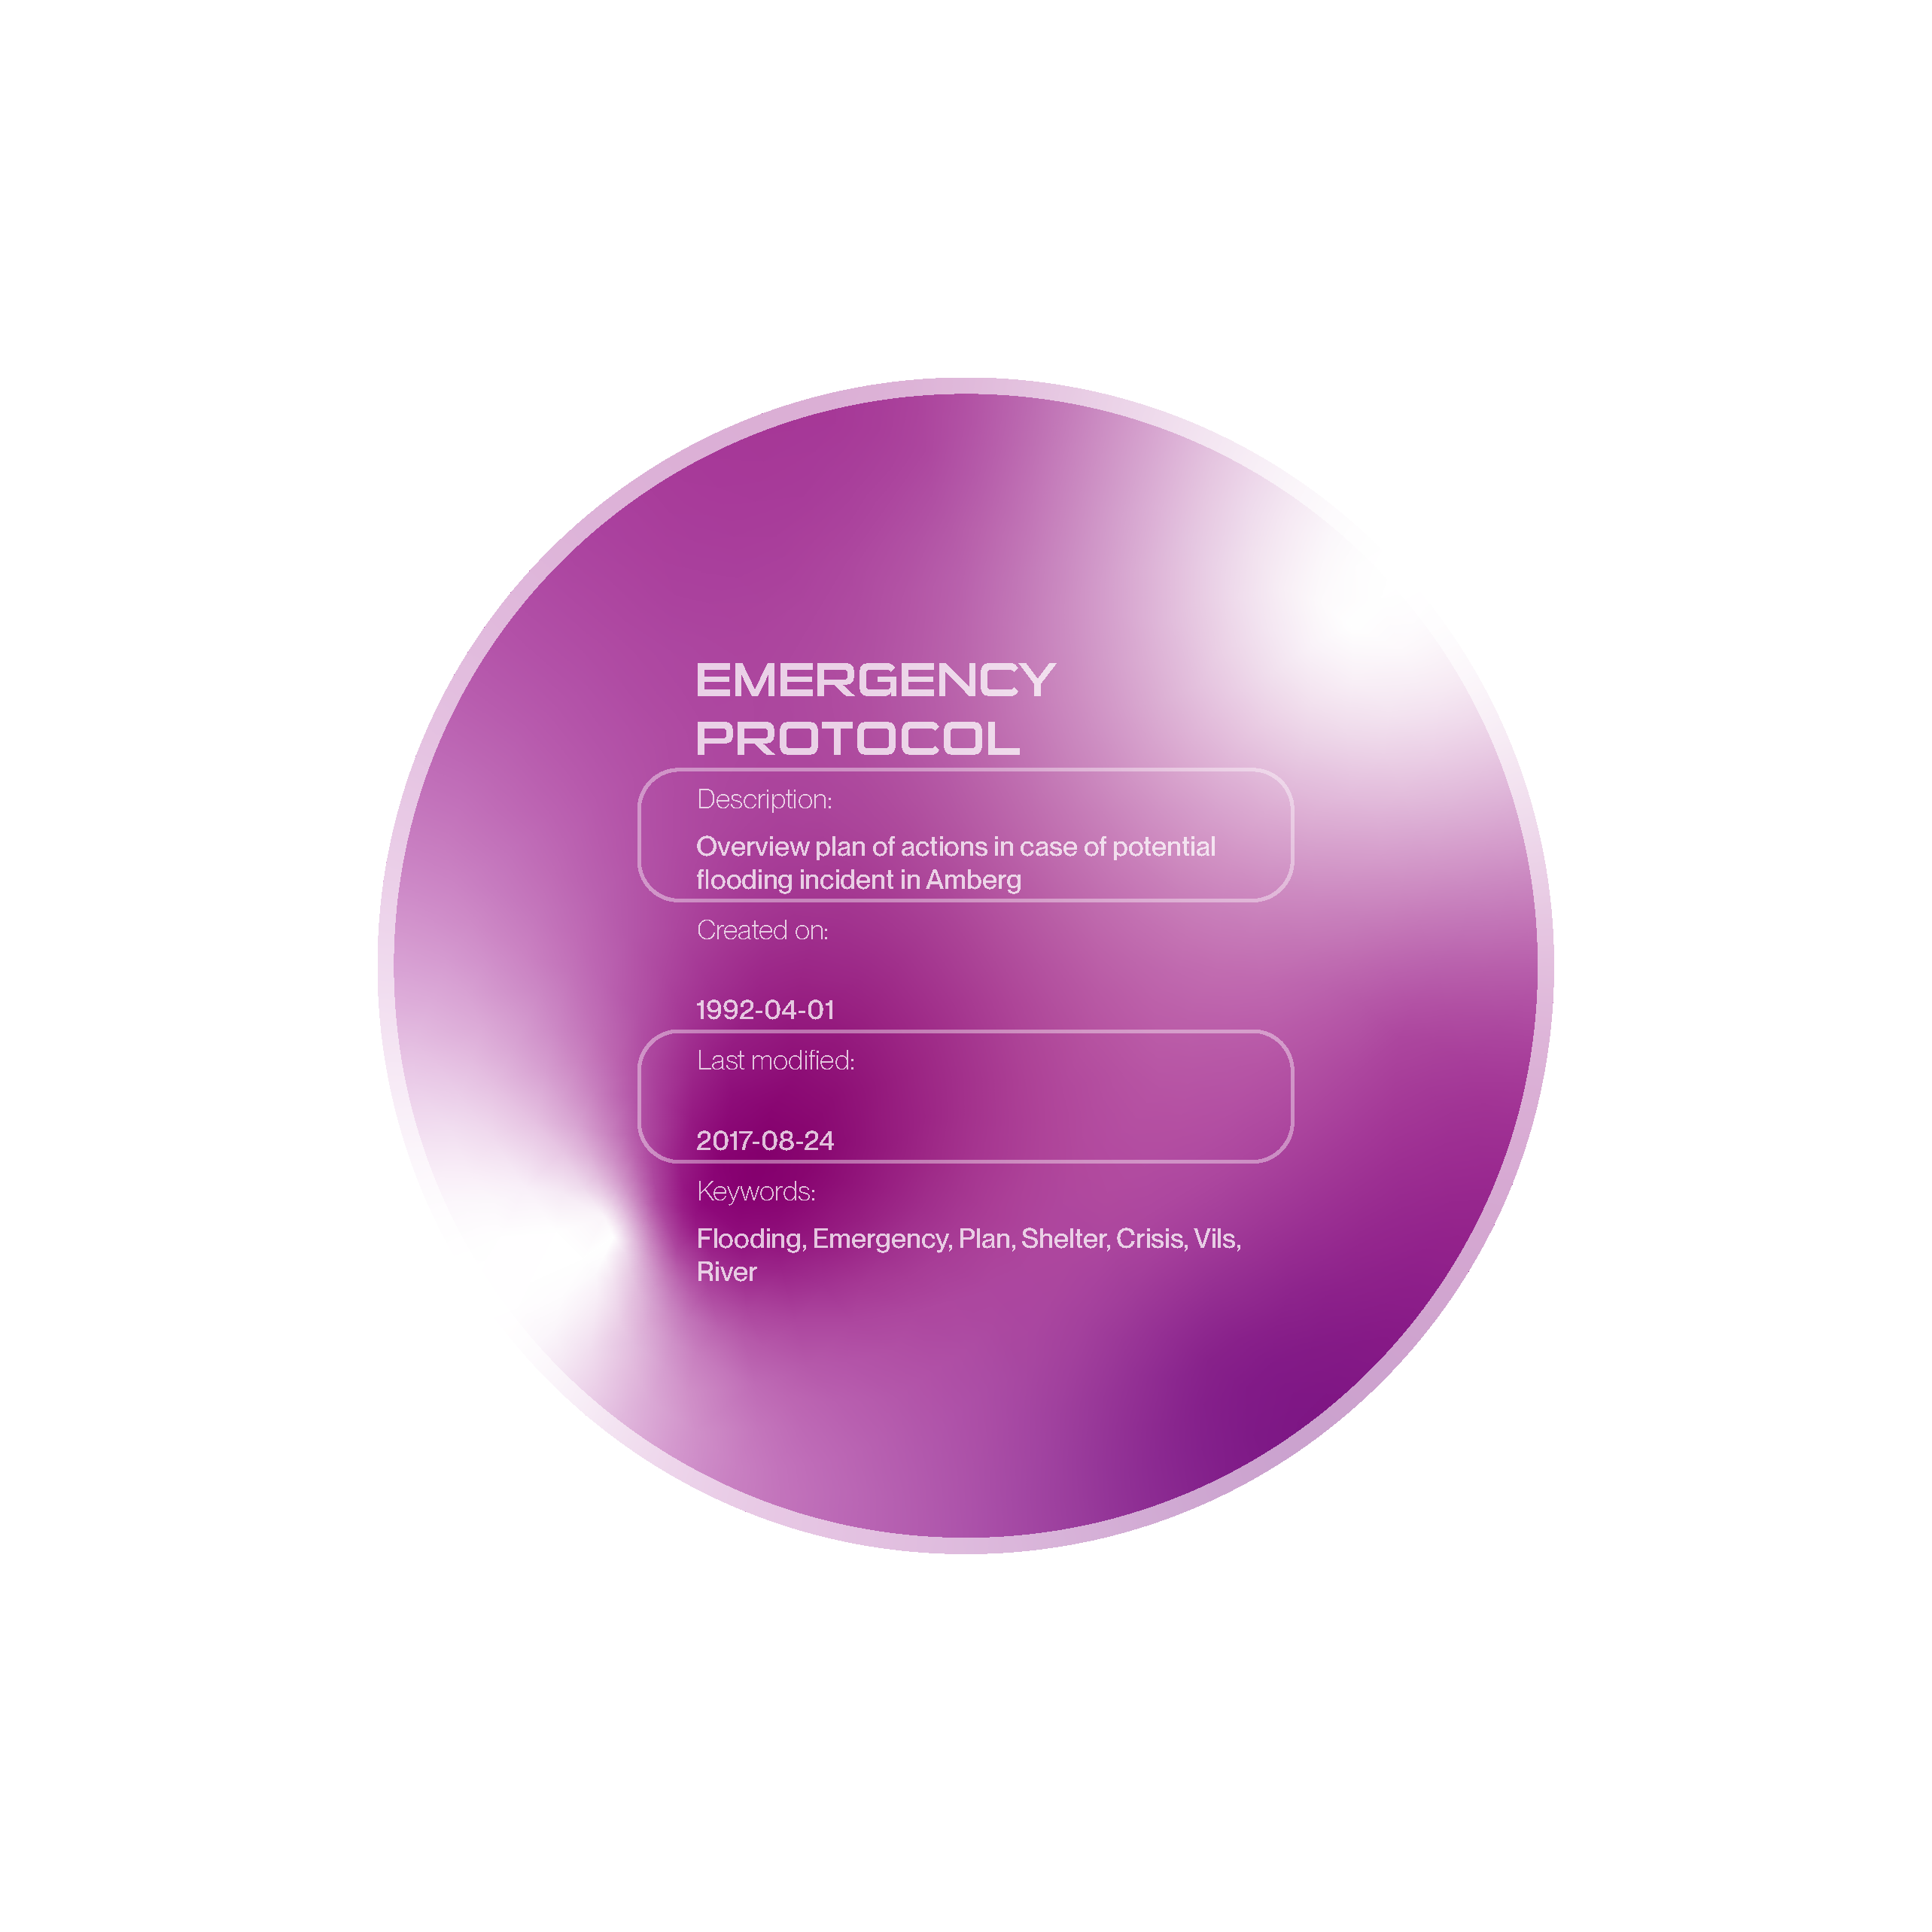 EMERGENCY
PROTOCOL
Description:
Overview plan of actions in case of potential
flooding incident in Amberg
Created on:
1992-04-01
Last modified:
2017-08-24
Keywords:
Flooding, Emergency, Plan, Shelter, Crisis, Vils,
River